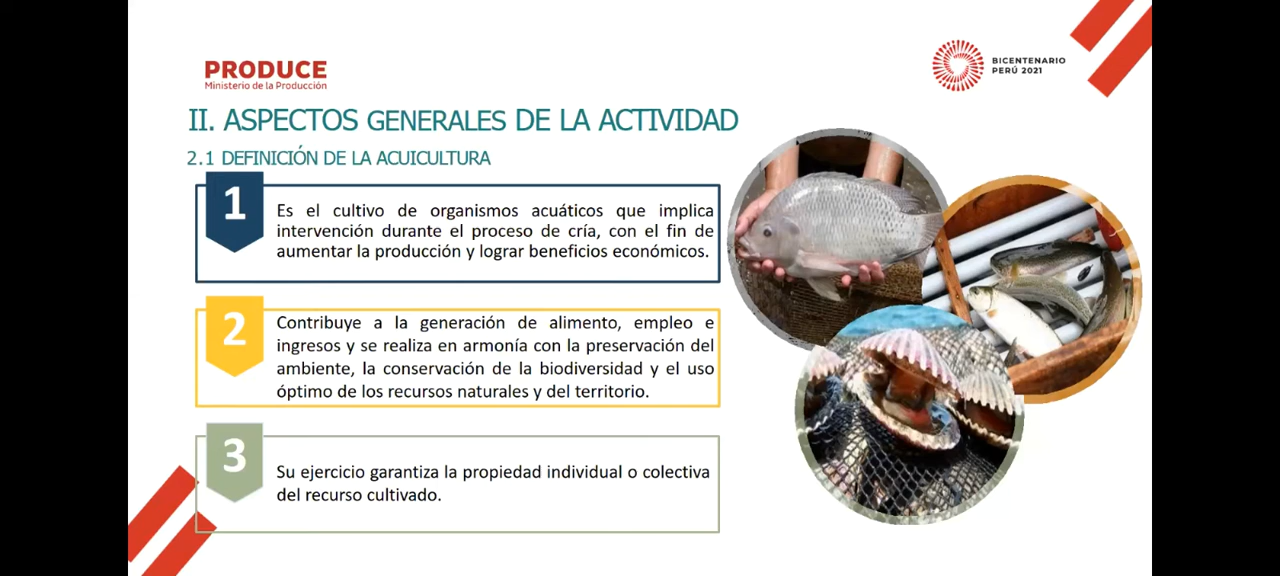 PRODUCE
Ministerio de la Producción
BICENTENARIO
PERÚ 2021
II. ASPECTOS GENERALES DE LA ACTIVIDAD
2.1 DEFINICIÓN DE LA ACUICULTURA
1
Es el cultivo de organismos acuáticos que implica
intervención durante el proceso de cría, con el fin de
aumentar la producción y lograr beneficios económicos.
2
Contribuye a la generación de alimento, empleo e
ingresos y se realiza en armonía con la preservación del
ambiente, la conservación de la biodiversidad y el uso
óptimo de los recursos naturales y del territorio.
3
Su ejercicio garantiza la propiedad individual o colectiva
del recurso cultivado.